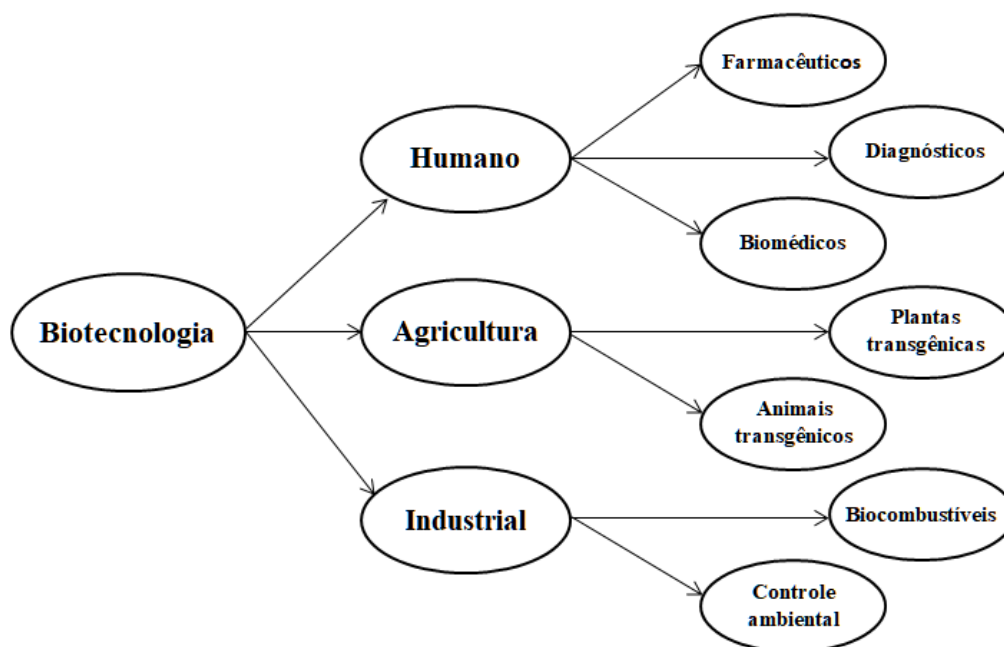 Farmacêuticos
Humano
Diagnósticos
Biomédicos
Biotecnologia
Agricultura
Plantas
transgênicas
Animais
transgênicos
Industrial
Biocombustíveis
Controle
ambiental